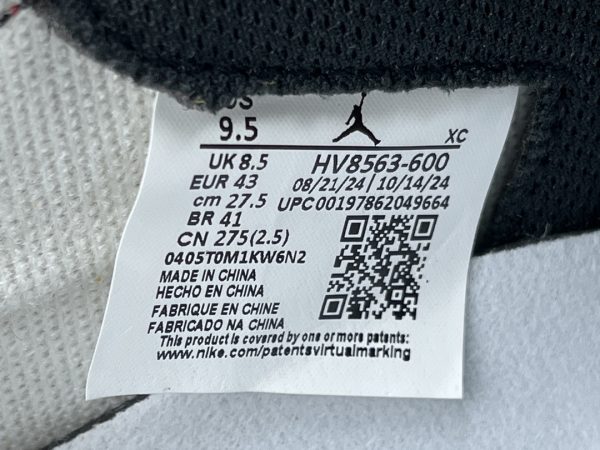 US
9.5
XC
UK 8.5
HV8563-600
EUR 43
08/21/24 | 10/14/24
cm 27.5
UPC00197862049664
BR 41
CN 275(2.5)
0405T0M1KW6N2
MADE IN CHINA
HECHO EN CHINA
FABRIQUE EN CHINE
FABRICADO NA CHINA
This product is covered by one or more patents:
www.nike.com/patentsvirtualmarking